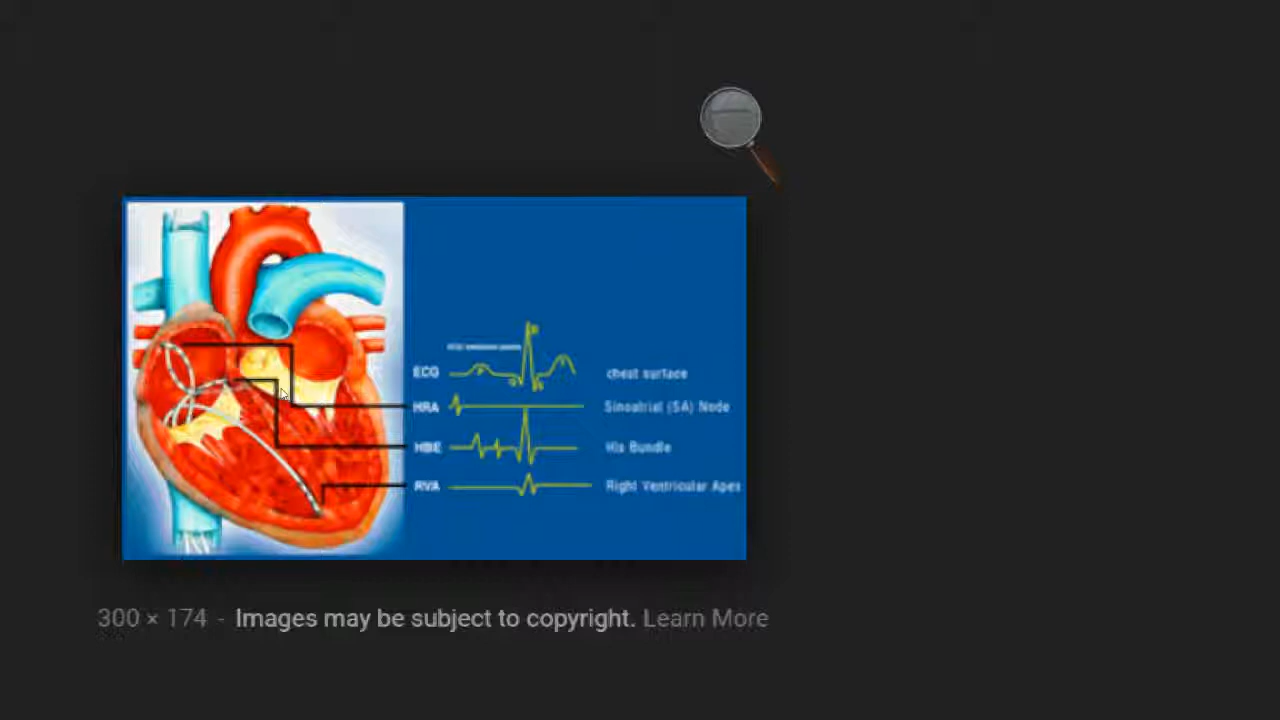 R
P
T
Q
S
ECG chest surface
HRA Sinoatrial (SA) Node
HBE His Bundle
RVA Right Ventricular Apex
300 × 174 - Images may be subject to copyright. Learn More